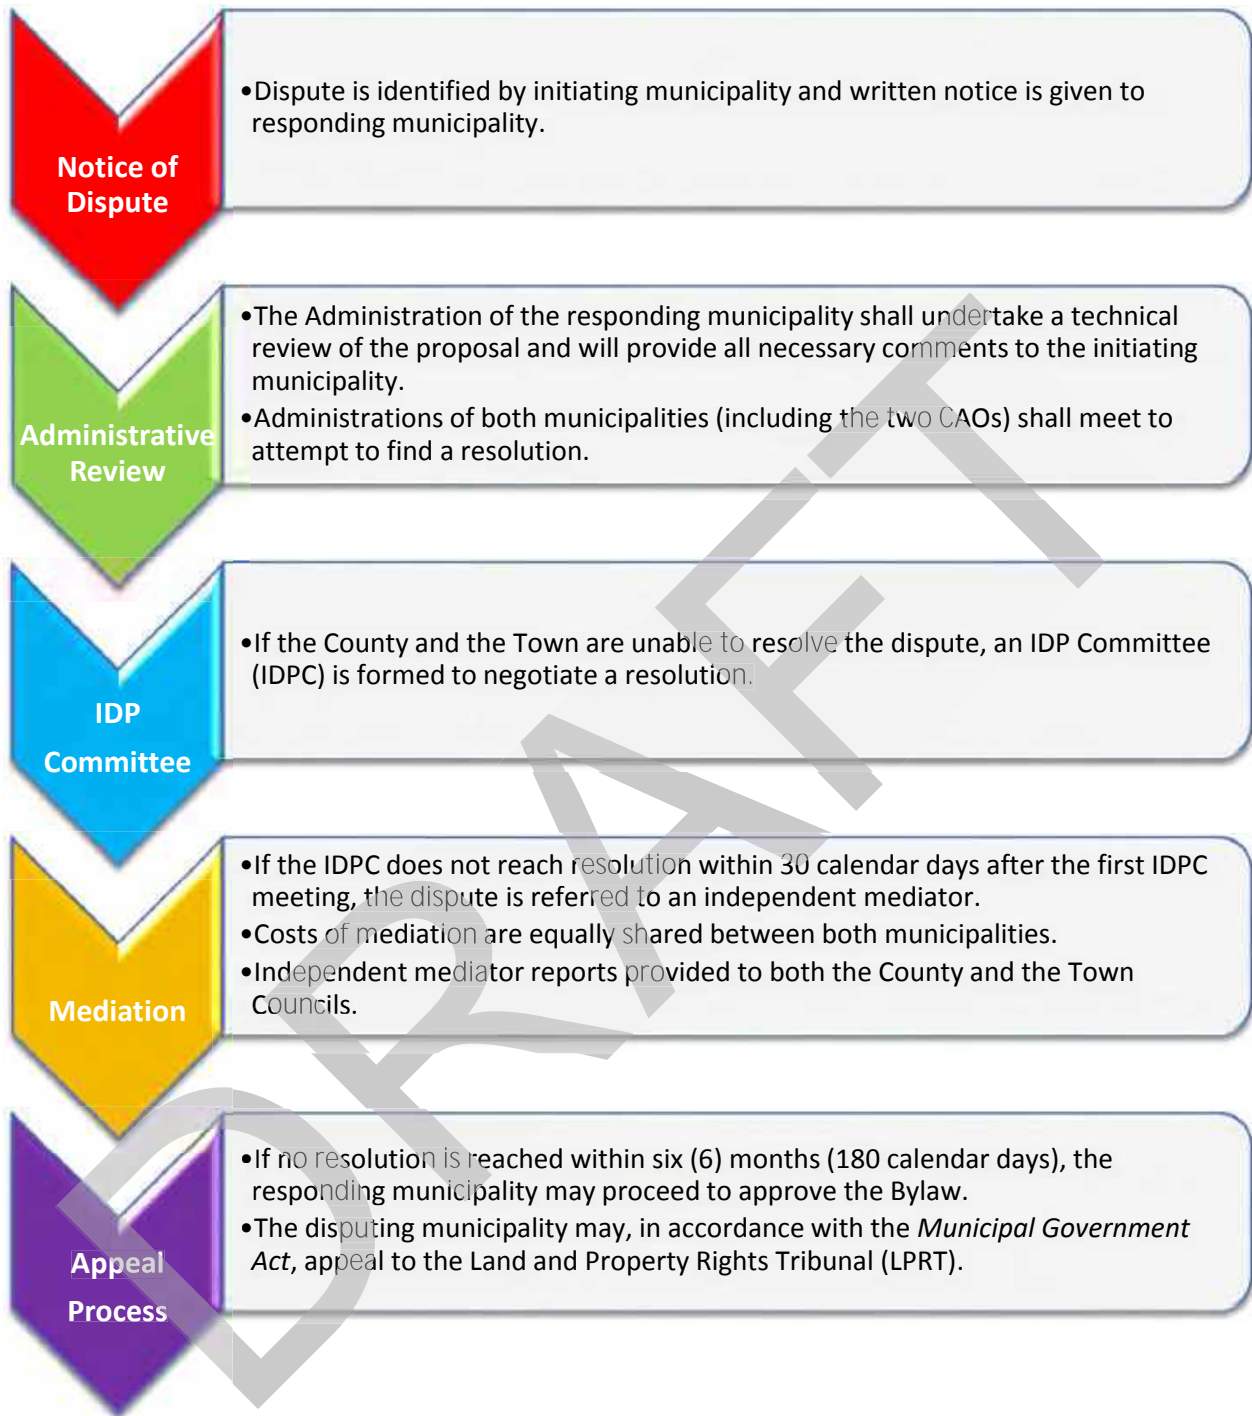 Notice of
Dispute
•Dispute is identified by initiating municipality and written notice is given to
responding municipality.
Administrative
Review
•The Administration of the responding municipality shall undertake a technical
review of the proposal and will provide all necessary comments to the initiating
municipality.
•Administrations of both municipalities (including the two CAOs) shall meet to
attempt to find a resolution.
IDP
Committee
•If the County and the Town are unable to resolve the dispute, an IDP Committee
(IDPC) is formed to negotiate a resolution.
Mediation
•If the IDPC does not reach resolution within 30 calendar days after the first IDPC
meeting, the dispute is referred to an independent mediator.
•Costs of mediation are equally shared between both municipalities.
•Independent mediator reports provided to both the County and the Town
Councils.
Appeal
Process
•If no resolution is reached within six (6) months (180 calendar days), the
responding municipality may proceed to approve the Bylaw.
•The disputing municipality may, in accordance with the Municipal Government
Act, appeal to the Land and Property Rights Tribunal (LPRT).
DRAFT